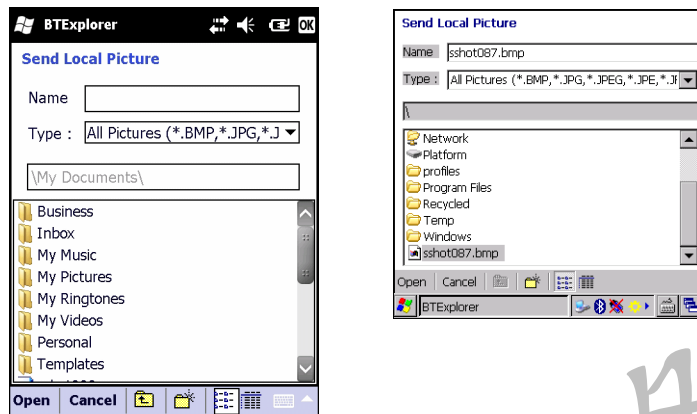 BTExplorer
OK
Send Local Picture
Name
Type : All Pictures (*.BMP,*.JPG,*.J
\My Documents\
Business
Inbox
My Music
My Pictures
My Ringtones
My Videos
Personal
Templates
Open Cancel
Send Local Picture
Name sshot087.bmp
Type : All Pictures (*.BMP,*.JPG,*.JPEG,*.JPE,*.JF
\
Network
Platform
profiles
Program Files
Recycled
Temp
Windows
sshot087.bmp
Open Cancel
BTExplorer